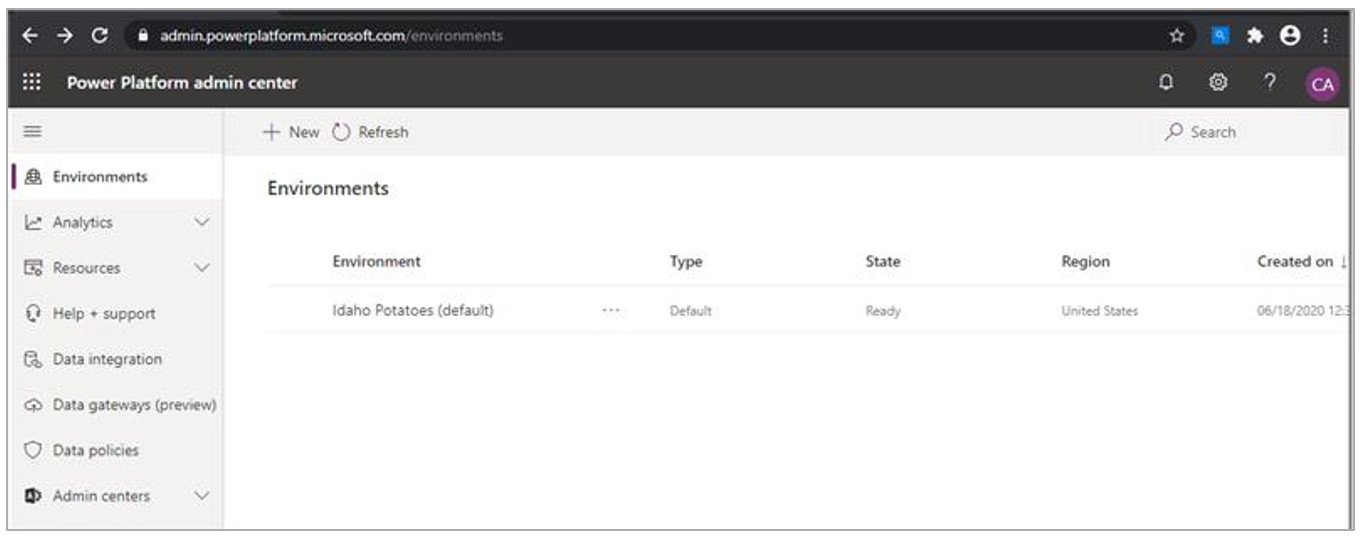 admin.powerplatform.microsoft.com/environments
Power Platform admin center
?
CA
New
Refresh
Search
Environments
Analytics
Resources
Help + support
Data integration
Data gateways (preview)
Data policies
Admin centers
Environments
Environment
Type
State
Region
Created on ↓
Idaho Potatoes (default)
...
Default
Ready
United States
06/18/2020 12:3